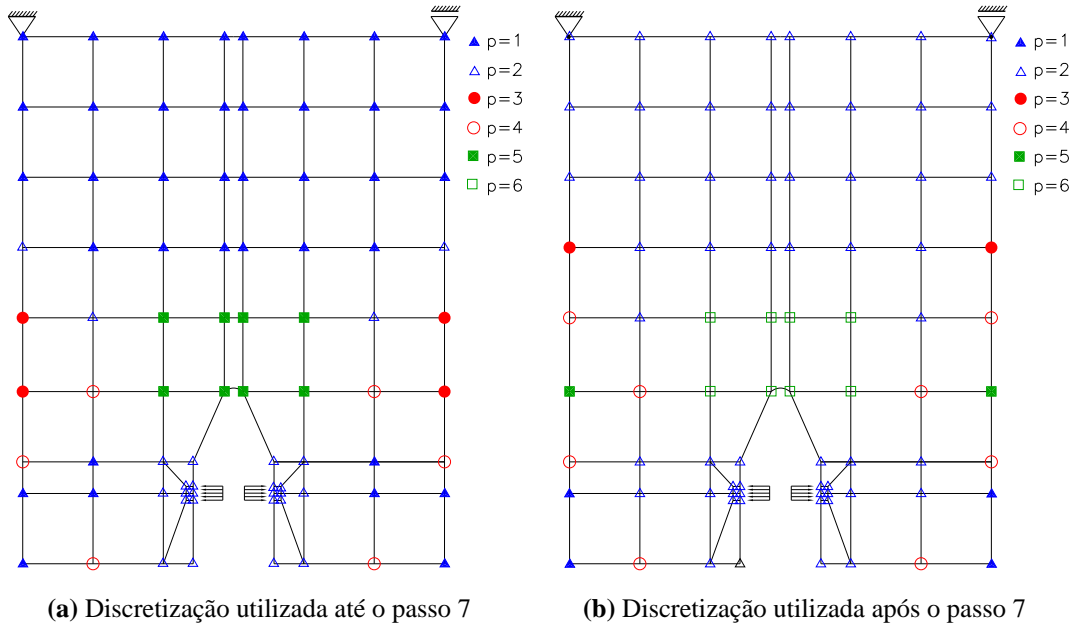 p=1
p=2
p=3
p=4
p=5
p=6
p=1
p=2
p=3
p=4
p=5
p=6
(a) Discretização utilizada até o passo 7
(b) Discretização utilizada após o passo 7